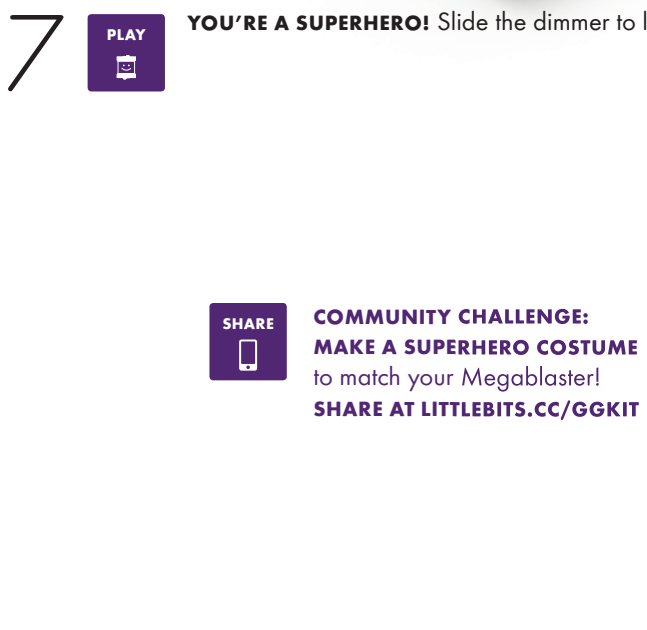 7
PLAY
YOU'RE A SUPERHERO! Slide the dimmer to
SHARE
COMMUNITY CHALLENGE:
MAKE A SUPERHERO COSTUME
to match your Megablaster!
SHARE AT LITTLEBITS.CC/GGKIT